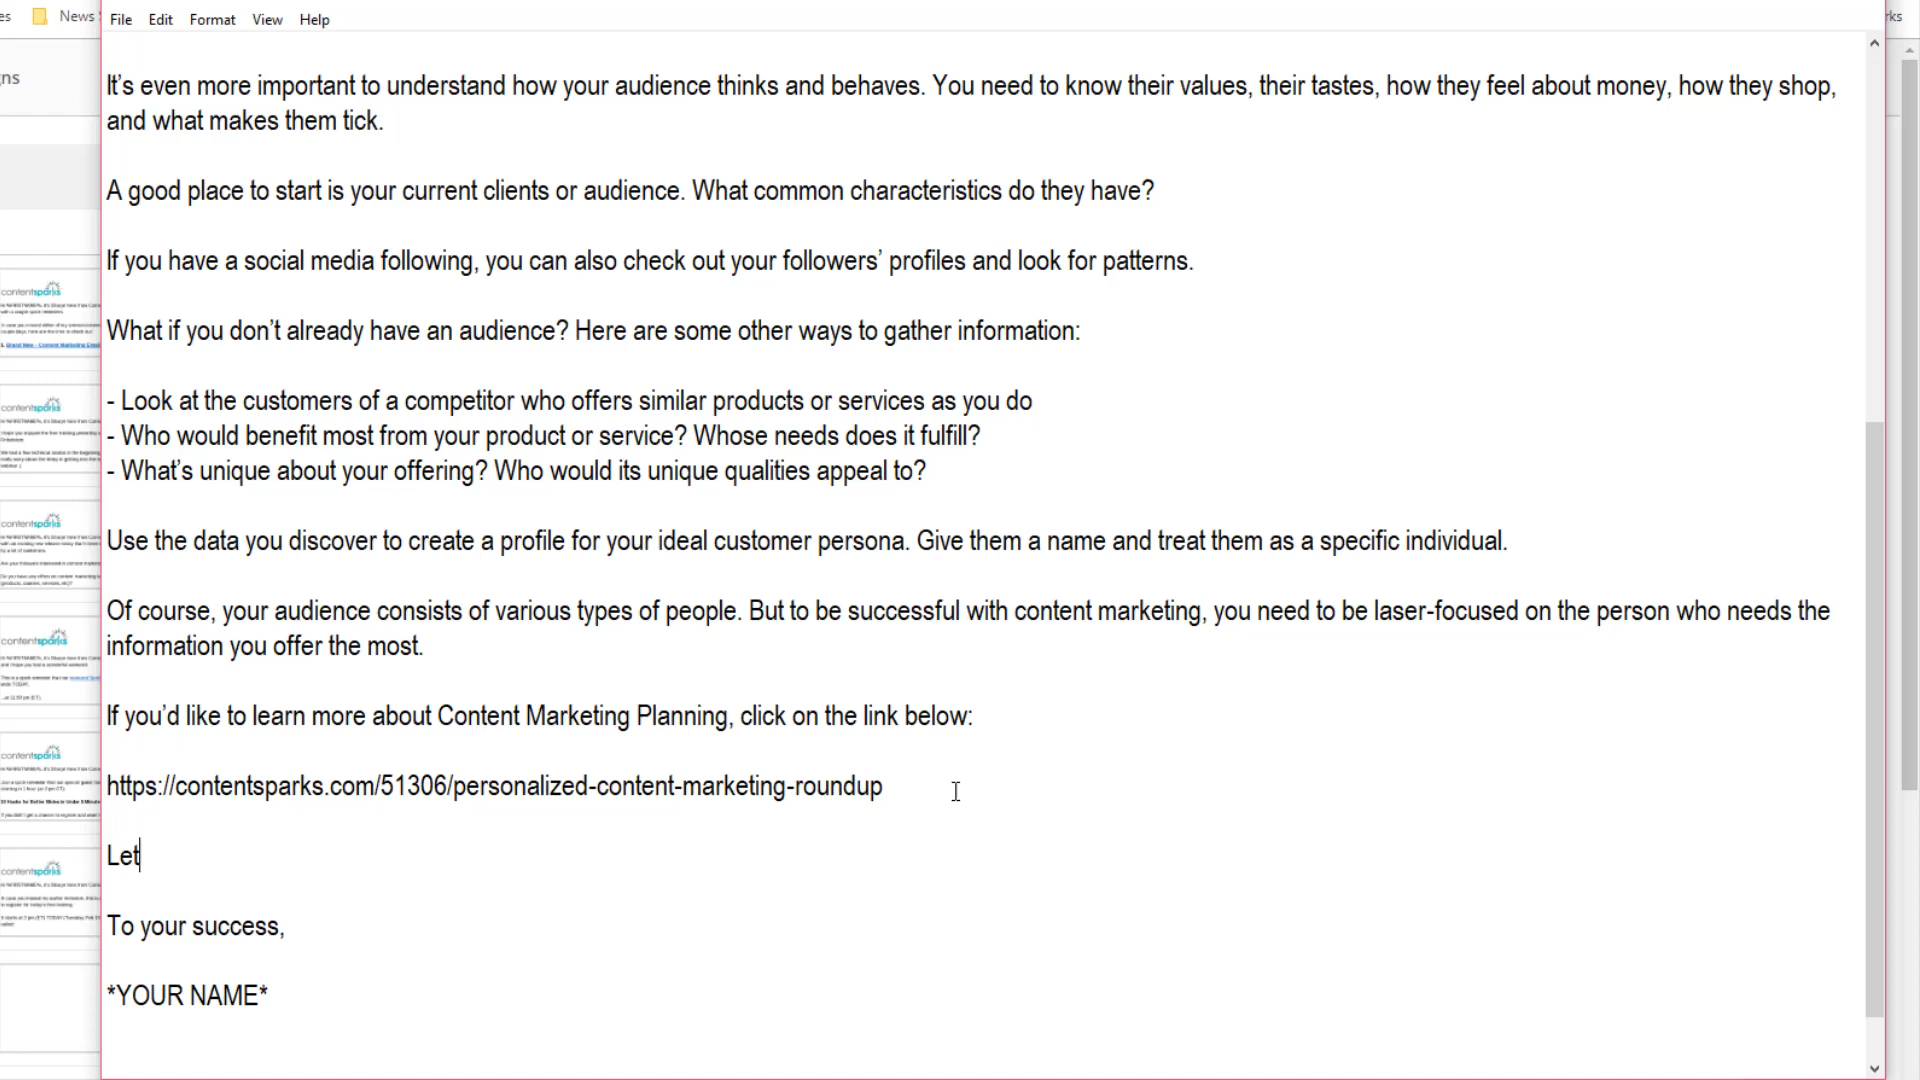 es News
File Edit Format View Help
rks
ns
It's even more important to understand how your audience thinks and behaves. You need to know their values, their tastes, how they feel about money, how they shop,
and what makes them tick.
A good place to start is your current clients or audience. What common characteristics do they have?
If you have a social media following, you can also check out your followers’ profiles and look for patterns.
What if you don’t already have an audience? Here are some other ways to gather information:
- Look at the customers of a competitor who offers similar products or services as you do
- Who would benefit most from your product or service? Whose needs does it fulfill?
- What’s unique about your offering? Who would its unique qualities appeal to?
Use the data you discover to create a profile for your ideal customer persona. Give them a name and treat them as a specific individual.
Of course, your audience consists of various types of people. But to be successful with content marketing, you need to be laser-focused on the person who needs the
information you offer the most.
If you’d like to learn more about Content Marketing Planning, click on the link below:
https://contentsparks.com/51306/personalized-content-marketing-roundup
Let
To your success,
*YOUR NAME*
contentsparks
contentsparks
contentsparks
contentsparks
contentsparks
contentsparks